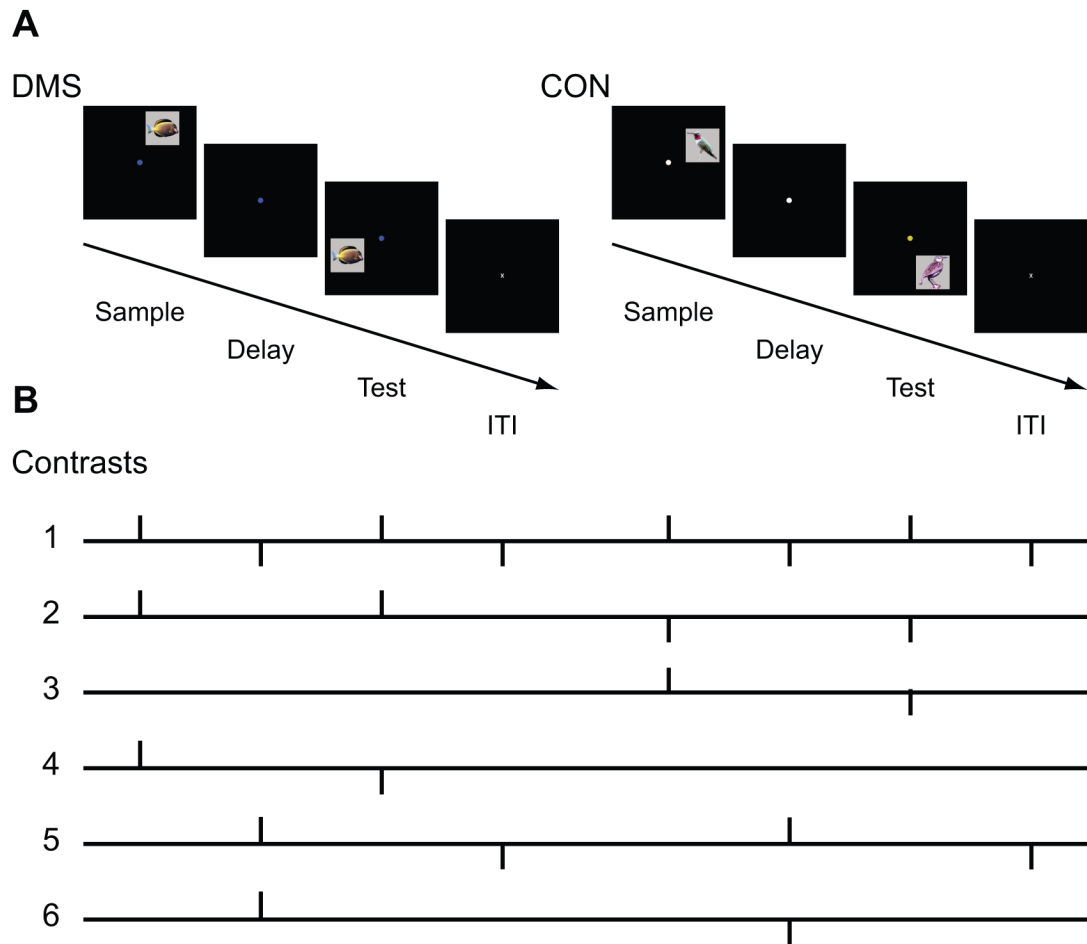 A
DMS
CON
Sample
Delay
Test
ITI
Sample
Delay
Test
ITI
x
x
B
Contrasts
1
2
3
4
5
6